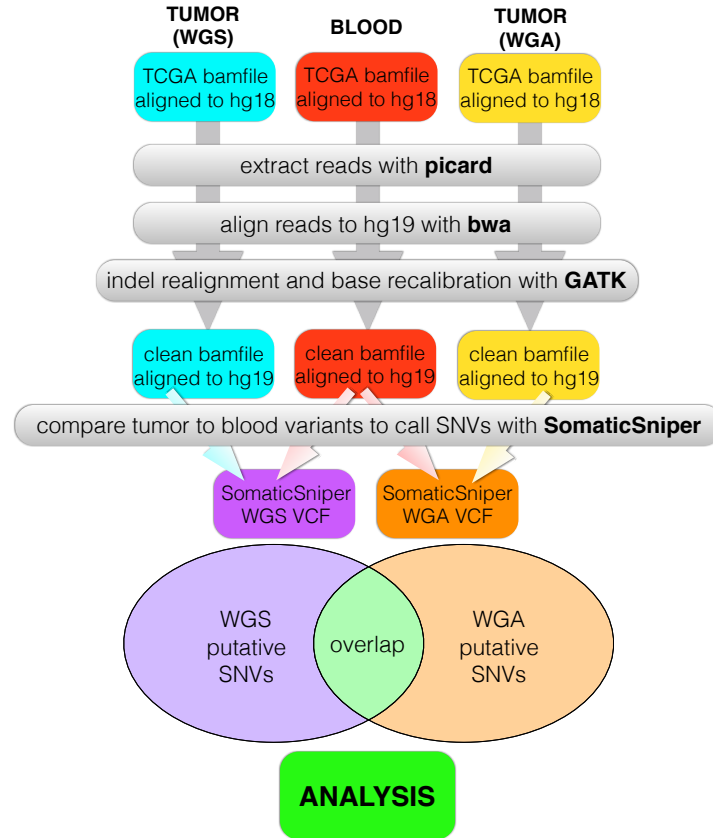 TUMOR
(WGS)
BLOOD
TUMOR
(WGA)
TCGA bamfile
aligned to hg18
TCGA bamfile
aligned to hg18
TCGA bamfile
aligned to hg18
extract reads with picard
align reads to hg19 with bwa
indel realignment and base recalibration with GATK
clean bamfile
aligned to hg19
clean bamfile
aligned to hg19
clean bamfile
aligned to hg19
compare tumor to blood variants to call SNVs with SomaticSniper
SomaticSniper
WGS VCF
SomaticSniper
WGA VCF
WGS
putative
SNVs
overlap
WGA
putative
SNVs
ANALYSIS